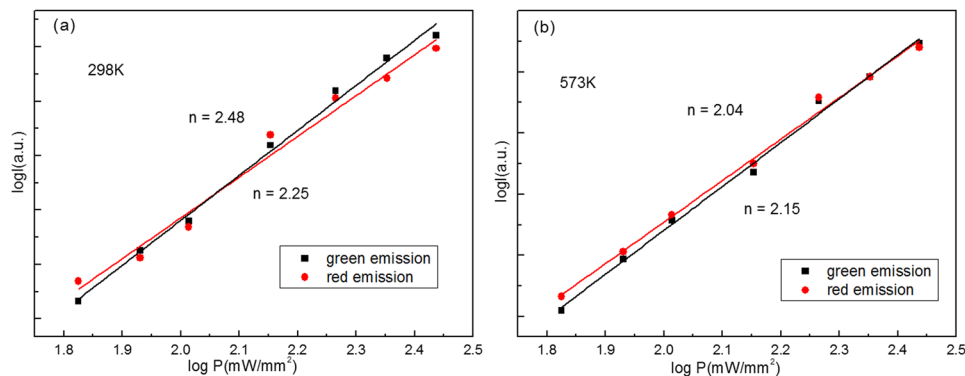 (a)
298K
n = 2.48
n = 2.25
green emission
red emission
logI(a.u.)
1.8 1.9 2.0 2.1 2.2 2.3 2.4 2.5
log P(mW/mm²)
(b)
573K
n = 2.04
n = 2.15
green emission
red emission
logI(a.u.)
1.8 1.9 2.0 2.1 2.2 2.3 2.4 2.5
log P(mW/mm²)